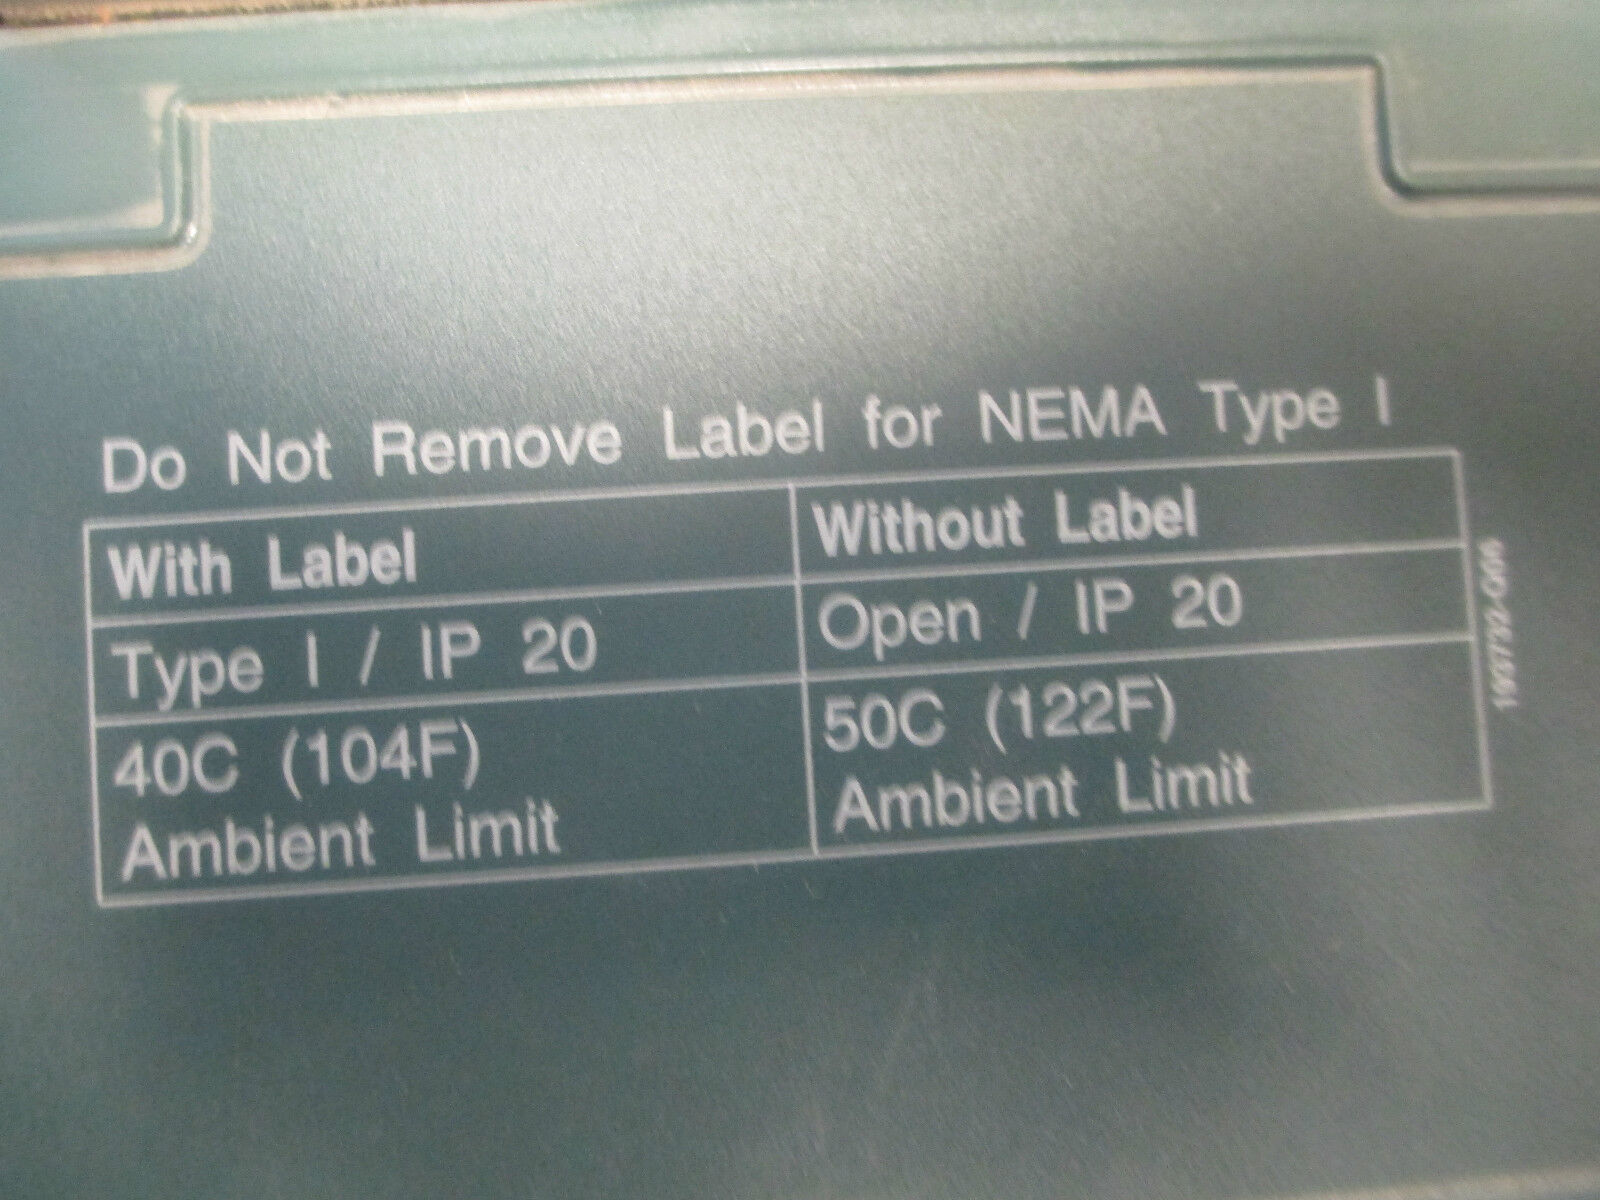 Do Not Remove Label for NEMA Type I
With Label
Without Label
Type I / IP 20
Open / IP 20
40C (104F)
Ambient Limit
50C (122F)
Ambient Limit